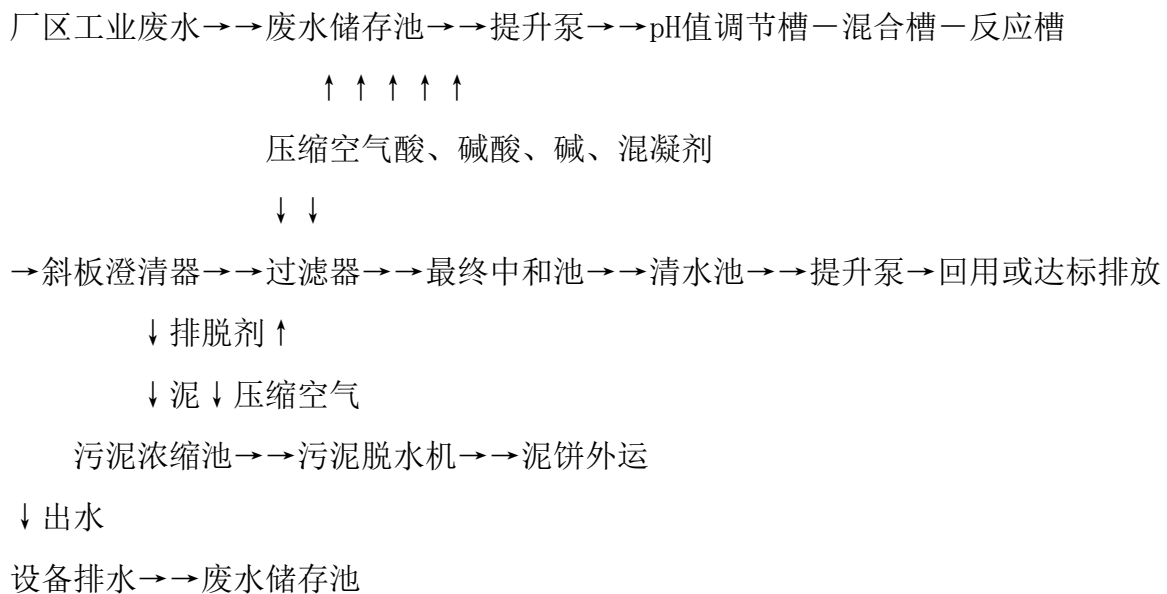 厂区工业废水→→废水储存池→→提升泵→→pH值调节槽－混合槽－反应槽
↑ ↑ ↑ ↑ ↑
压缩空气酸、碱酸、碱、混凝剂
↓ ↓
→斜板澄清器→→过滤器→→最终中和池→→清水池→→提升泵→回用或达标排放
↓排脱剂↑
↓泥↓压缩空气
污泥浓缩池→→污泥脱水机→→泥饼外运
↓出水
设备排水→→废水储存池